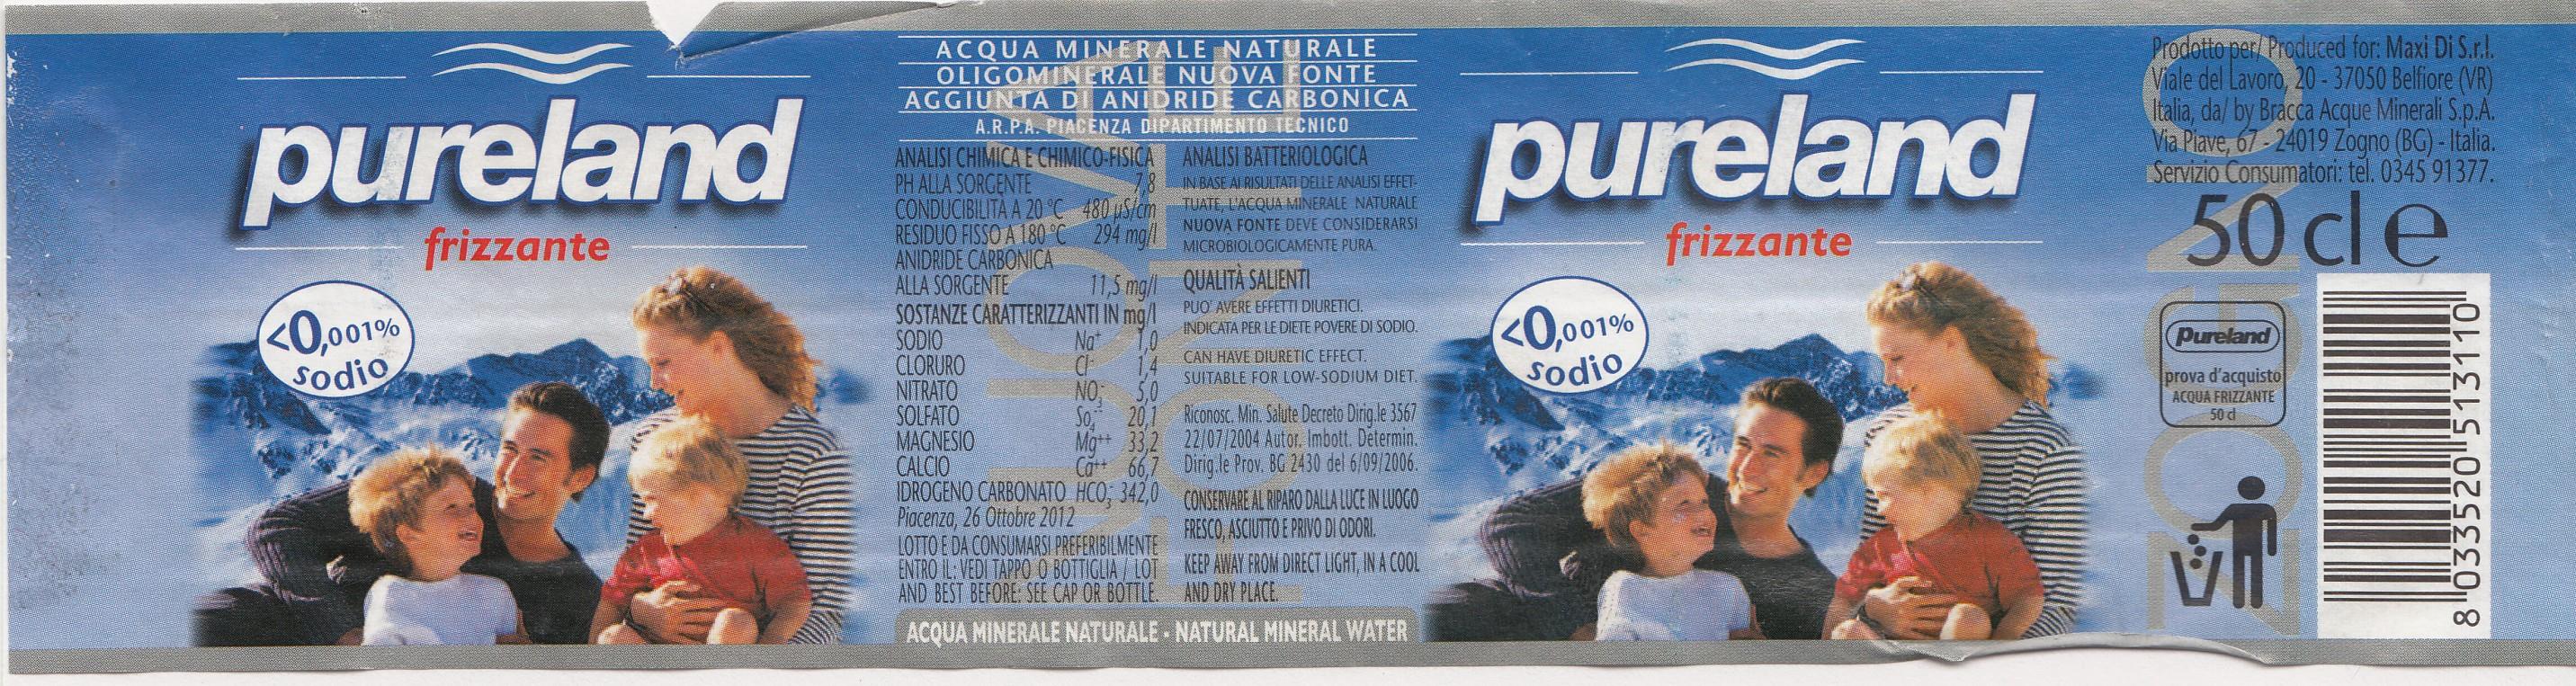 pureland
frizzante
<0,001%
sodio
ACQUA MINERALE NATURALE
OLIGOMINERALE NUOVA FONTE
AGGIUNTA DI ANIDRIDE CARBONICA
A.R.P.A. PIACENZA DIPARTIMENTO TECNICO
ANALISI CHIMICA E CHIMICO-FISICA
PH ALLA SORGENTE 7,8
CONDUCIBILITÀ A 20 °C 480 µS/cm
RESIDUO FISSO A 180 °C 294 mg/l
ANIDRIDE CARBONICA
ALLA SORGENTE 11,5 mg/l
SOSTANZE CARATTERIZZANTI IN mg/l
SODIO Na⁺ 1,0
CLORURO Cl⁻ 1,4
NITRATO NO₃⁻ 5,0
SOLFATO So₄⁻⁻ 20,1
MAGNESIO Mg⁺⁺ 33,2
CALCIO Ca⁺⁺ 66,7
IDROGENO CARBONATO HCO₃⁻ 342,0
Piacenza, 26 Ottobre 2012
LOTTO E DA CONSUMARSI PREFERIBILMENTE
ENTRO IL: VEDI TAPPO O BOTTIGLIA / LOT
AND BEST BEFORE: SEE CAP OR BOTTLE.
ANALISI BATTERIOLOGICA
IN BASE AI RISULTATI DELLE ANALISI EFFET-
TUATE, L'ACQUA MINERALE NATURALE
NUOVA FONTE DEVE CONSIDERARSI
MICROBIOLOGICAMENTE PURA.
QUALITÀ SALIENTI
PUO' AVERE EFFETTI DIURETICI.
INDICATA PER LE DIETE POVERE DI SODIO.
CAN HAVE DIURETIC EFFECT.
SUITABLE FOR LOW-SODIUM DIET.
Riconosc. Min. Salute Decreto Dirig.le 3567
22/07/2004 Autor. Imbott. Determin.
Dirig.le Prov. BG 2430 del 6/09/2006.
CONSERVARE AL RIPARO DALLA LUCE IN LUOGO
FRESCO, ASCIUTTO E PRIVO DI ODORI.
KEEP AWAY FROM DIRECT LIGHT, IN A COOL
AND DRY PLACE.
NUOVA
FONTE
ACQUA MINERALE NATURALE - NATURAL MINERAL WATER
pureland
frizzante
<0,001%
sodio
Prodotto per/ Produced for: Maxi Di S.r.l.
Viale del Lavoro, 20 - 37050 Belfiore (VR)
Italia, da/ by Bracca Acque Minerali S.p.A.
Via Piave, 67 - 24019 Zogno (BG) - Italia.
Servizio Consumatori: tel. 0345 91377.
50 cl e
ZOGNO
Pureland
prova d'acquisto
ACQUA FRIZZANTE
50 cl
8 033520 513110